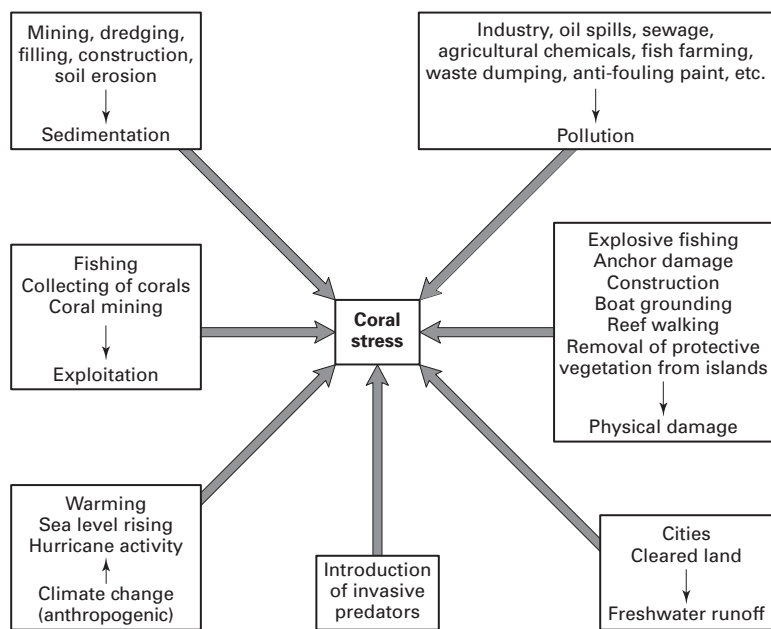 Mining, dredging,
filling, construction,
soil erosion
Sedimentation
Industry, oil spills, sewage,
agricultural chemicals, fish farming,
waste dumping, anti-fouling paint, etc.
Pollution
Fishing
Collecting of corals
Coral mining
Exploitation
Coral
stress
Explosive fishing
Anchor damage
Construction
Boat grounding
Reef walking
Removal of protective
vegetation from islands
Physical damage
Warming
Sea level rising
Hurricane activity
Climate change
(anthropogenic)
Introduction
of invasive
predators
Cities
Cleared land
Freshwater runoff